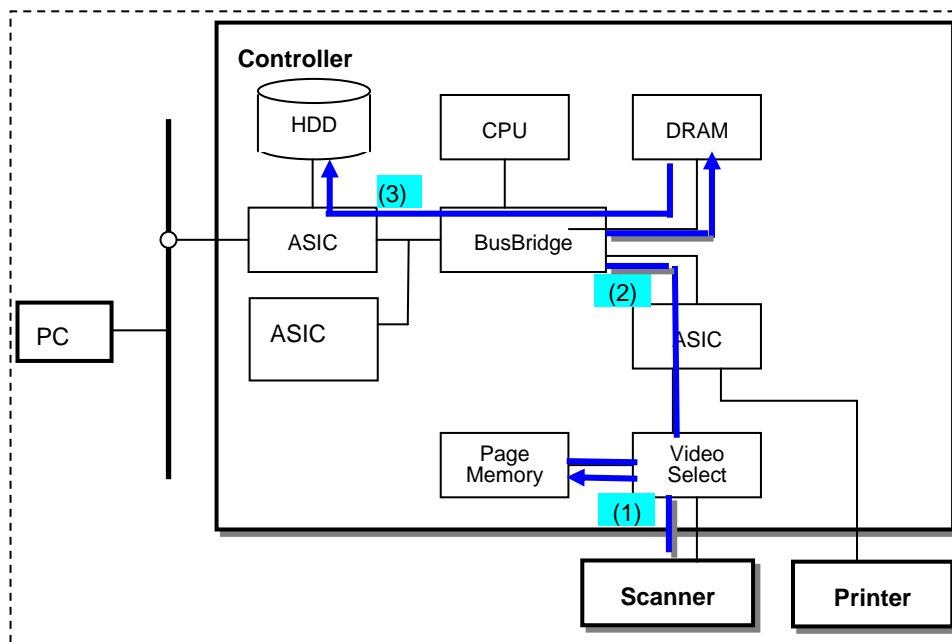 Controller
HDD
CPU
DRAM
(3)
ASIC
BusBridge
(2)
PC
ASIC
ASIC
Page
Memory
Video
Select
(1)
Scanner
Printer